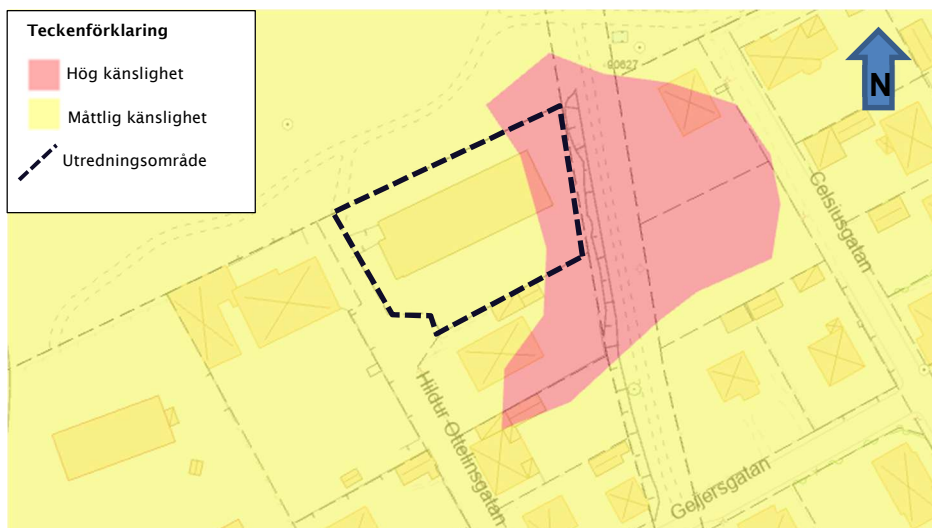 Teckenförklaring
Hög känslighet
Måttlig känslighet
Utredningsområde
N
Celsiusgatan
Hildur Ottelinsgatan
Geijersgatan